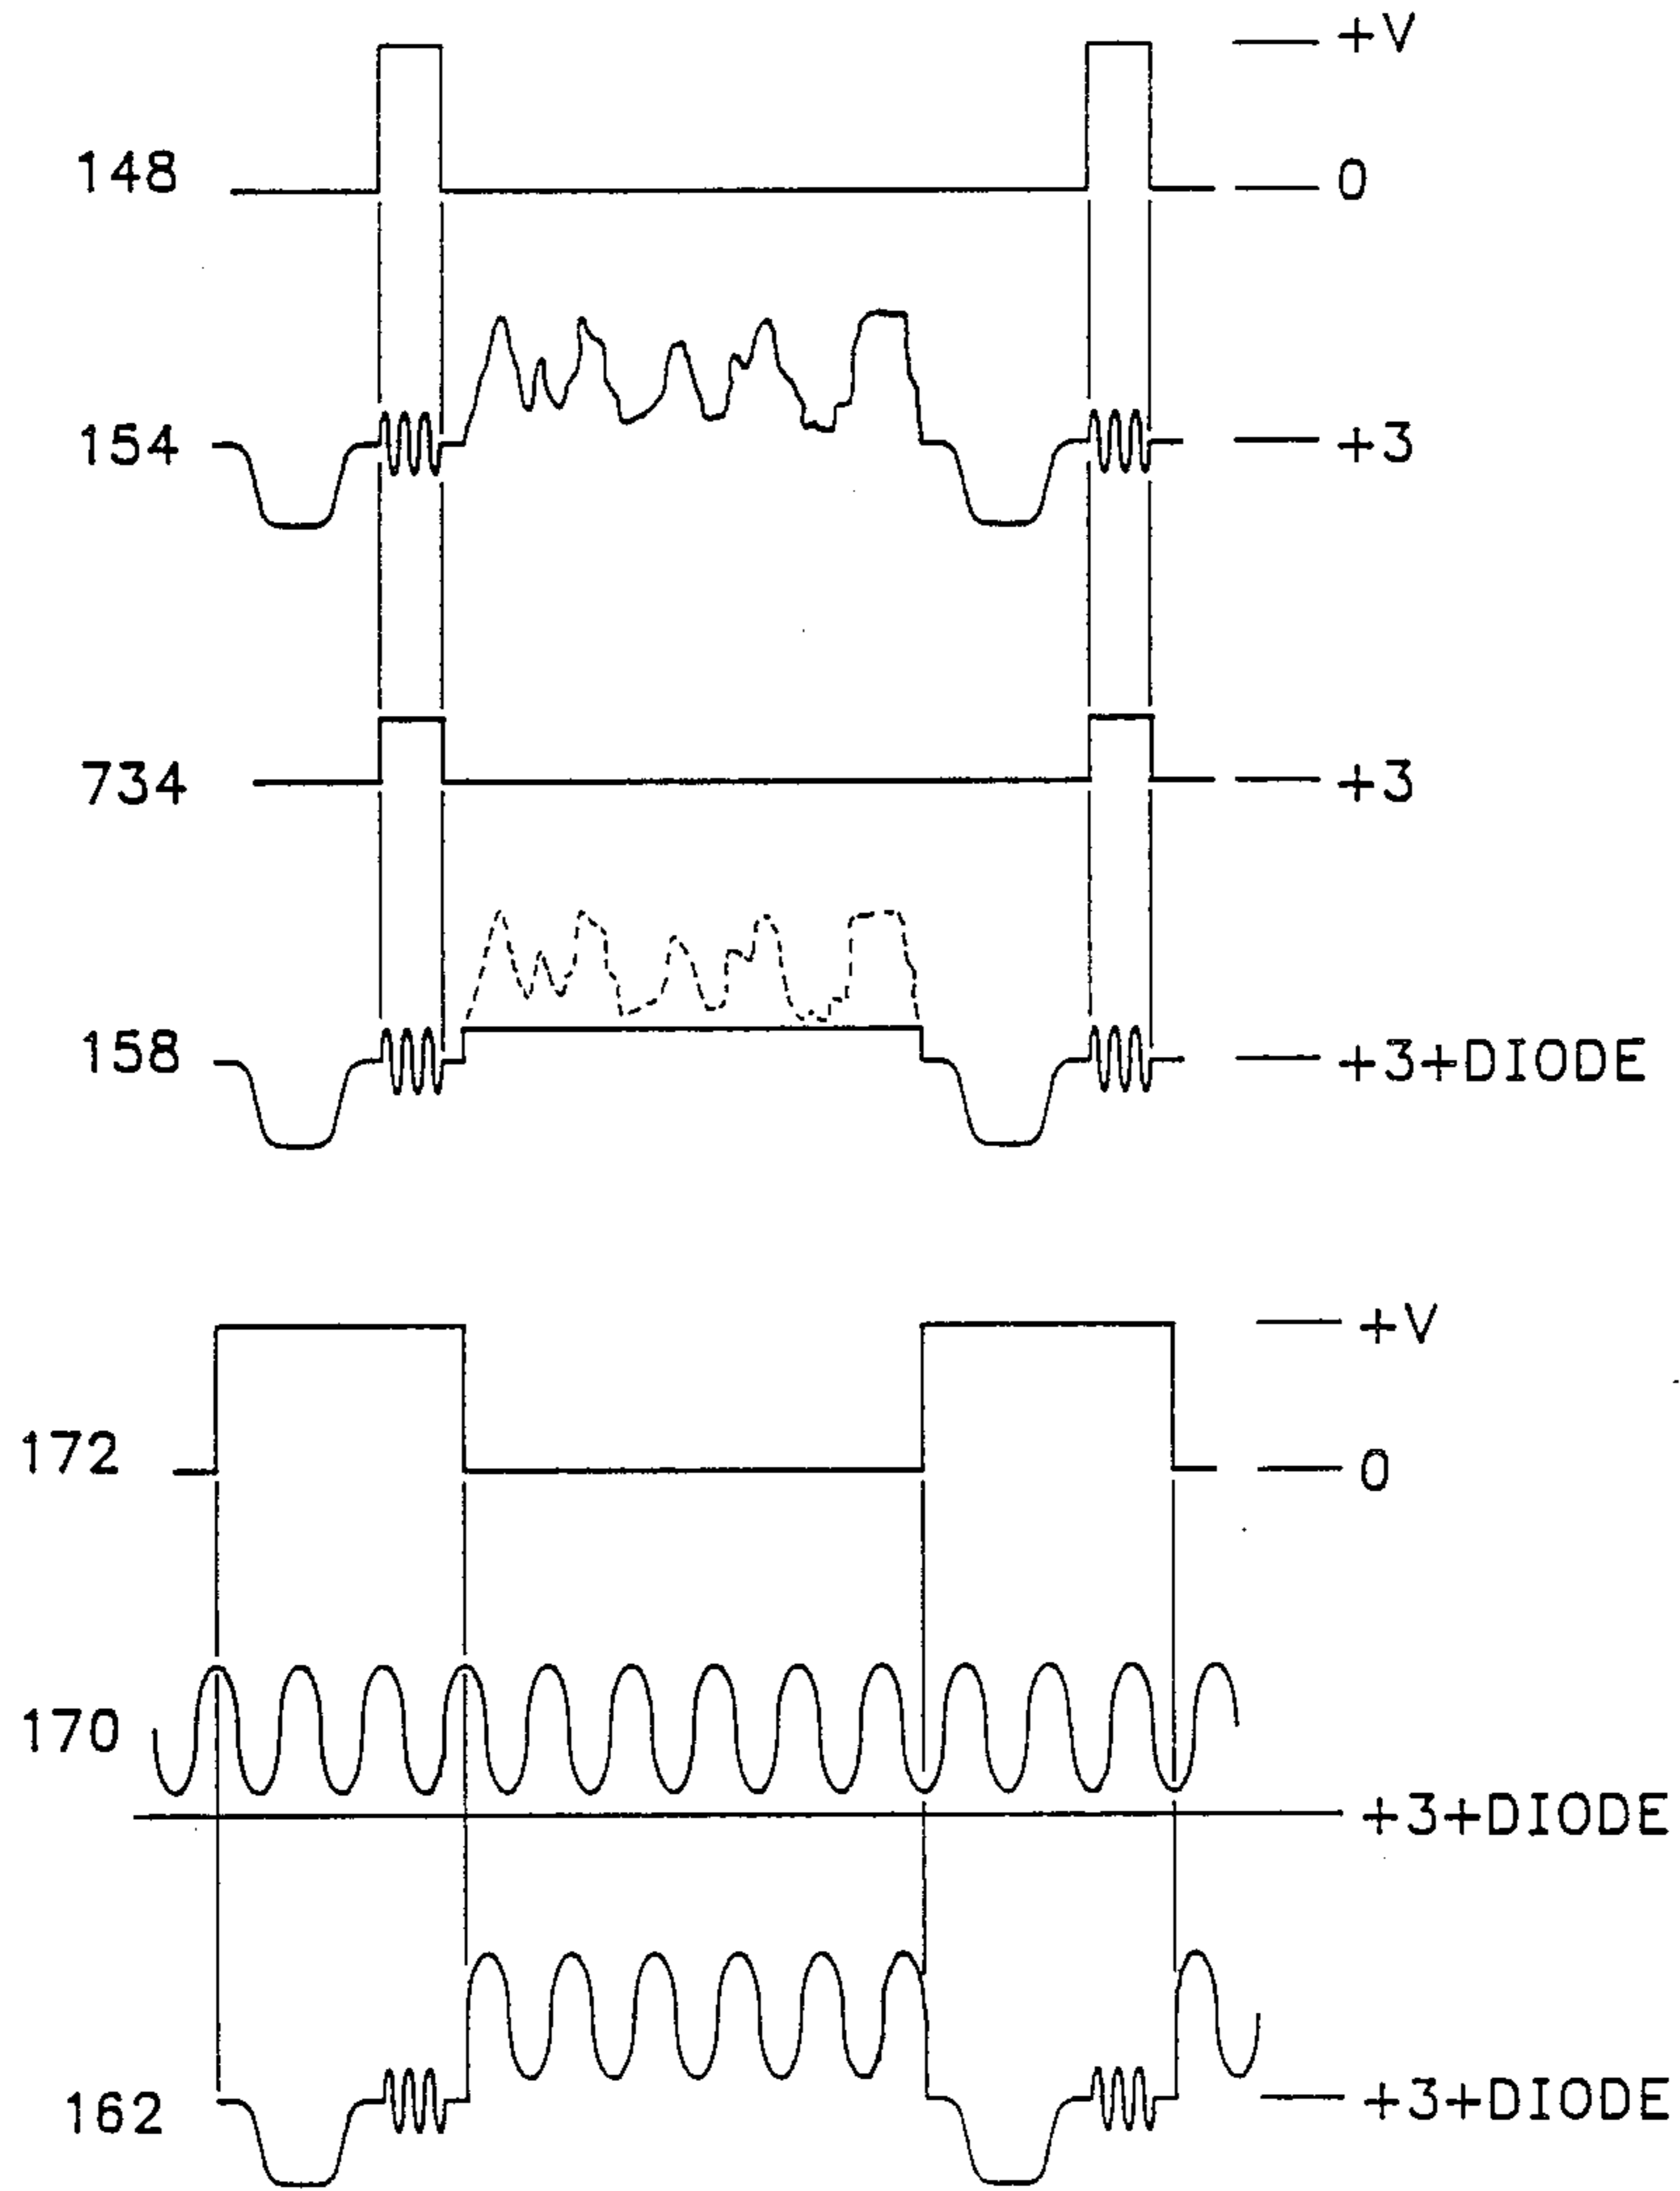 +V
148
0
154
+3
734
+3
158
+3+DIODE
+V
172
0
170
+3+DIODE
162
+3+DIODE